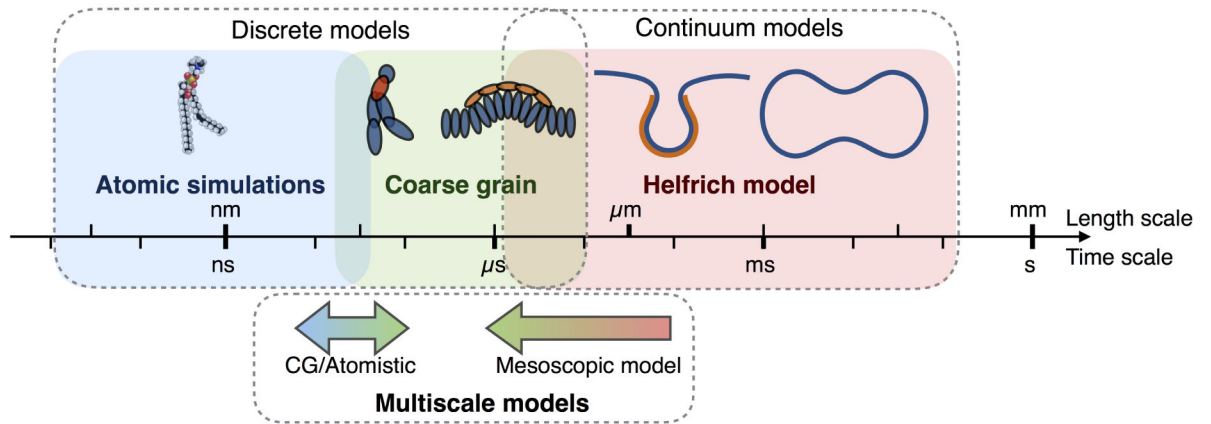 Discrete models
Continuum models
Atomic simulations
Coarse grain
Helfrich model
nm
μm
mm
Length scale
ns
μs
ms
s
Time scale
CG/Atomistic
Mesoscopic model
Multiscale models